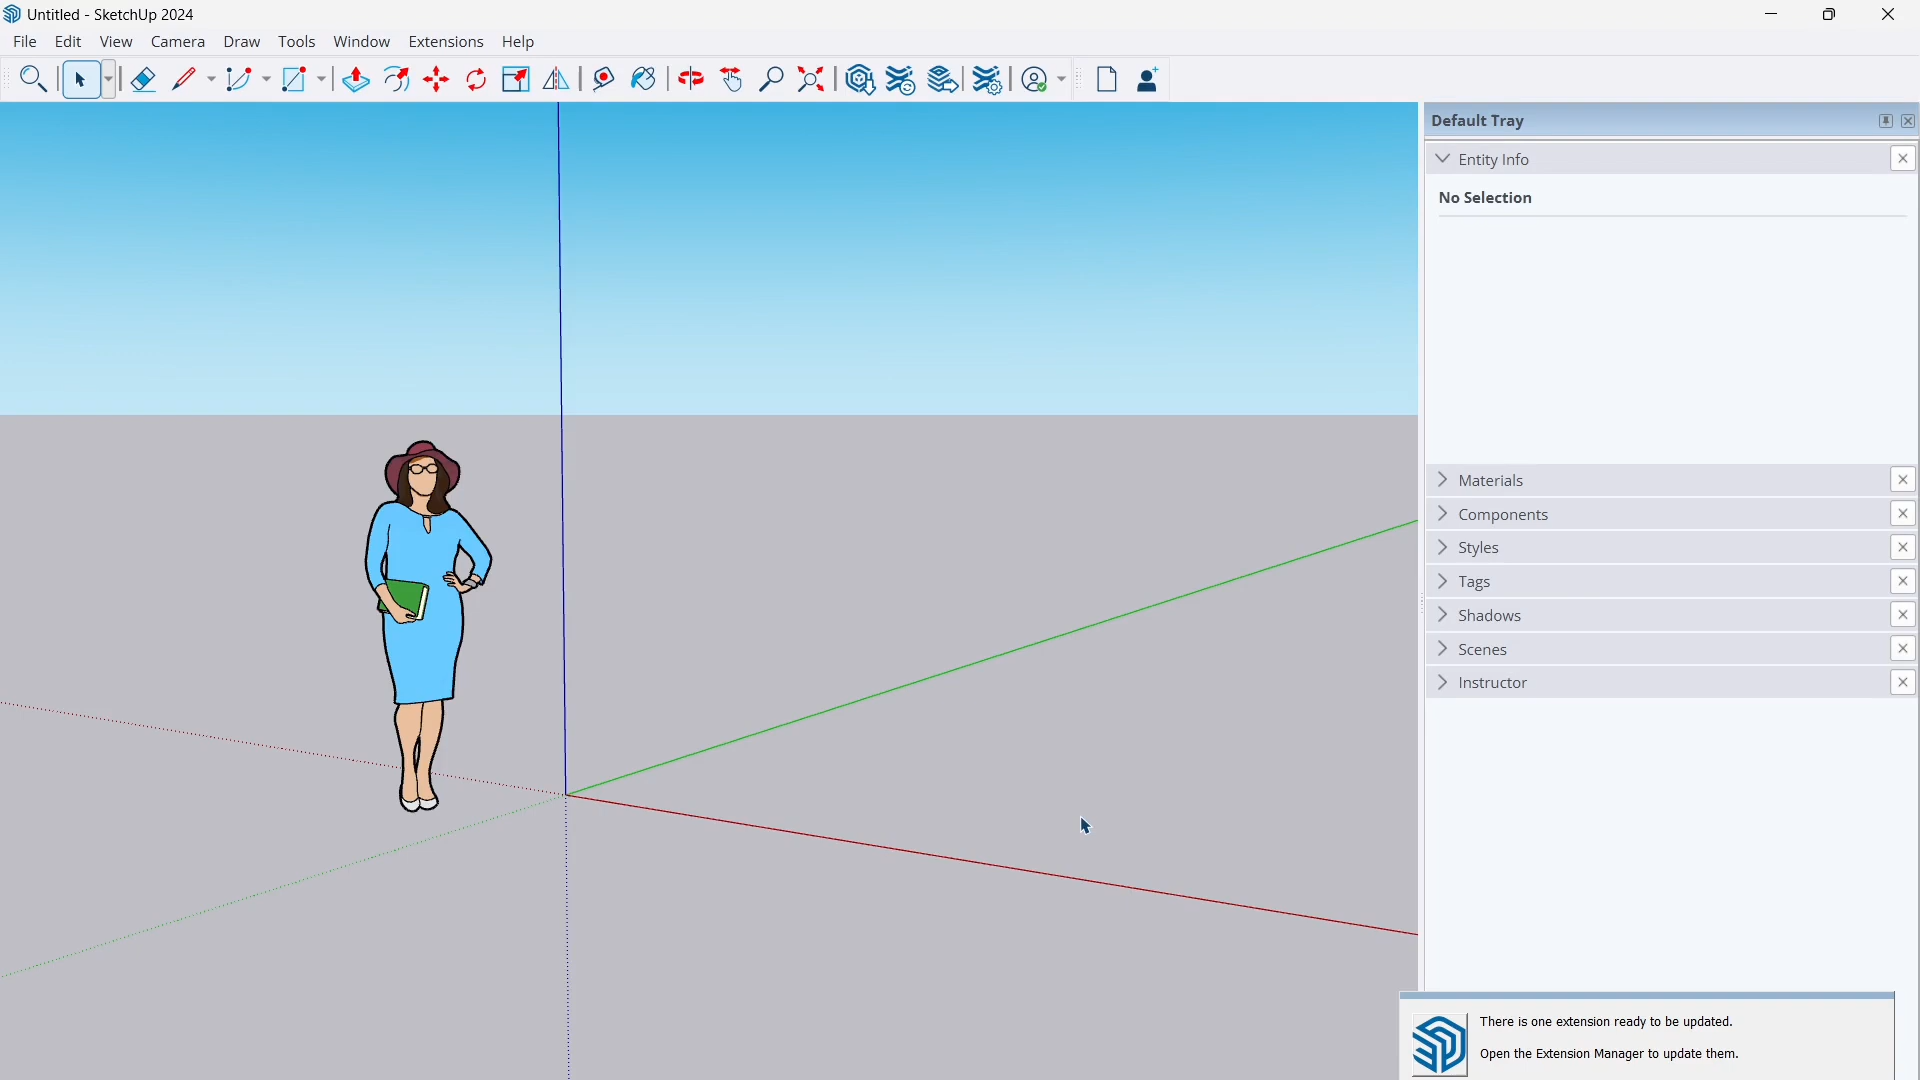 Untitled - SketchUp 2024
File Edit View Camera Draw Tools Window Extensions Help
Default Tray
Entity Info
No Selection
Materials
Components
Styles
Tags
Shadows
Scenes
Instructor
There is one extension ready to be updated.
Open the Extension Manager to update them.